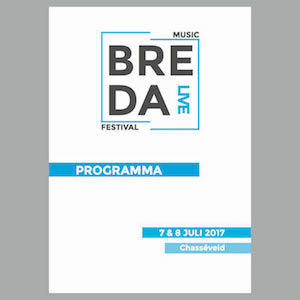 MUSIC
BRE
DA
LIVE
FESTIVAL
PROGRAMMA
7 & 8 JULI 2017
Chasséveld